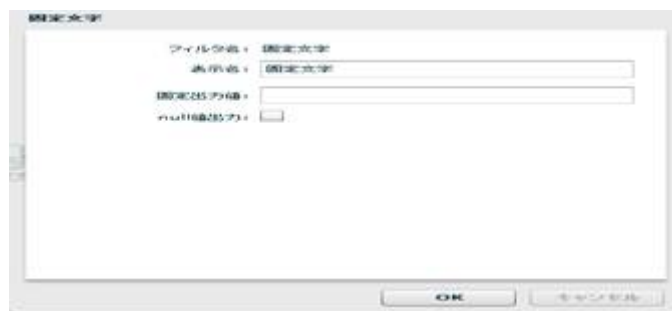 固定文字
フィルタ名： 固定文字
表示名： 固定文字
固定出力値：
null値出力：
OK キャンセル